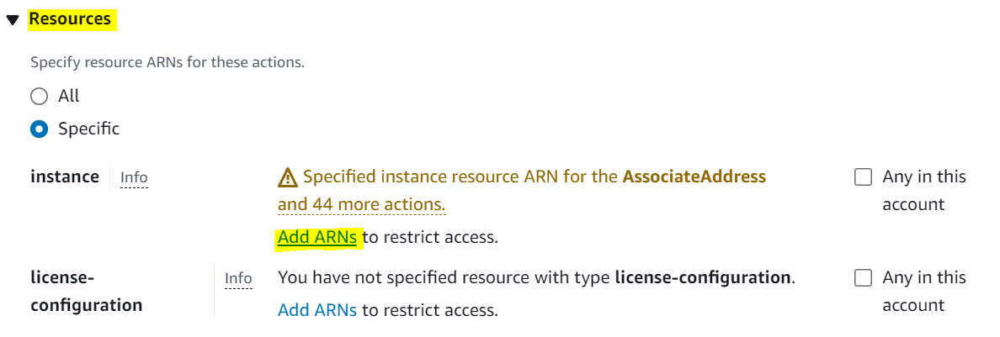 Resources
Specify resource ARNs for these actions.
All
Specific
instance Info
Specified instance resource ARN for the AssociateAddress
and 44 more actions.
Add ARNs to restrict access.
Any in this
account
license-
configuration
Info
You have not specified resource with type license-configuration.
Add ARNs to restrict access.
Any in this
account